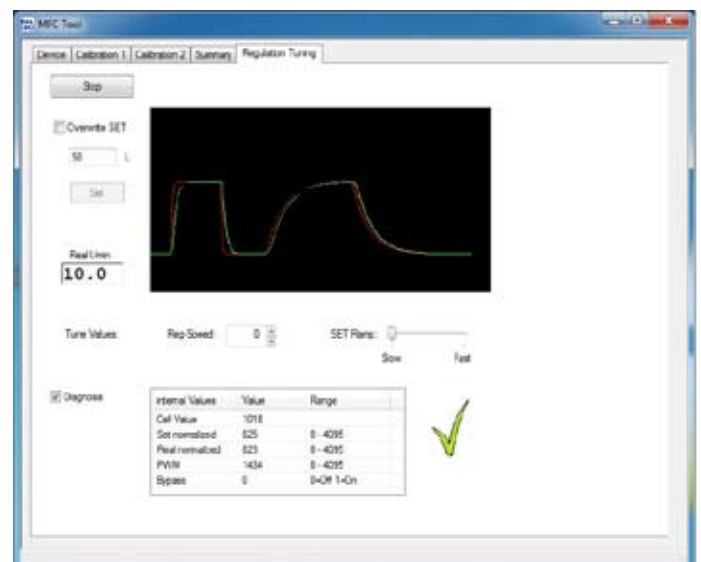 MFC Tool
Device Calibration 1 Calibration 2 Summary Regulation Tuning
Stop
Overwrite SET
50 L
Set
Real l/min
10.0
Tune Values: Reg-Speed: 0 SET Ramp:
Slow Fast
Diagnose
internal Values Value Range
Cell Value 1018
Set normalized 825 0 - 4095
Real normalized 823 0 - 4095
PWM 1434 0 - 4095
Bypass 0 0=Off 1=On